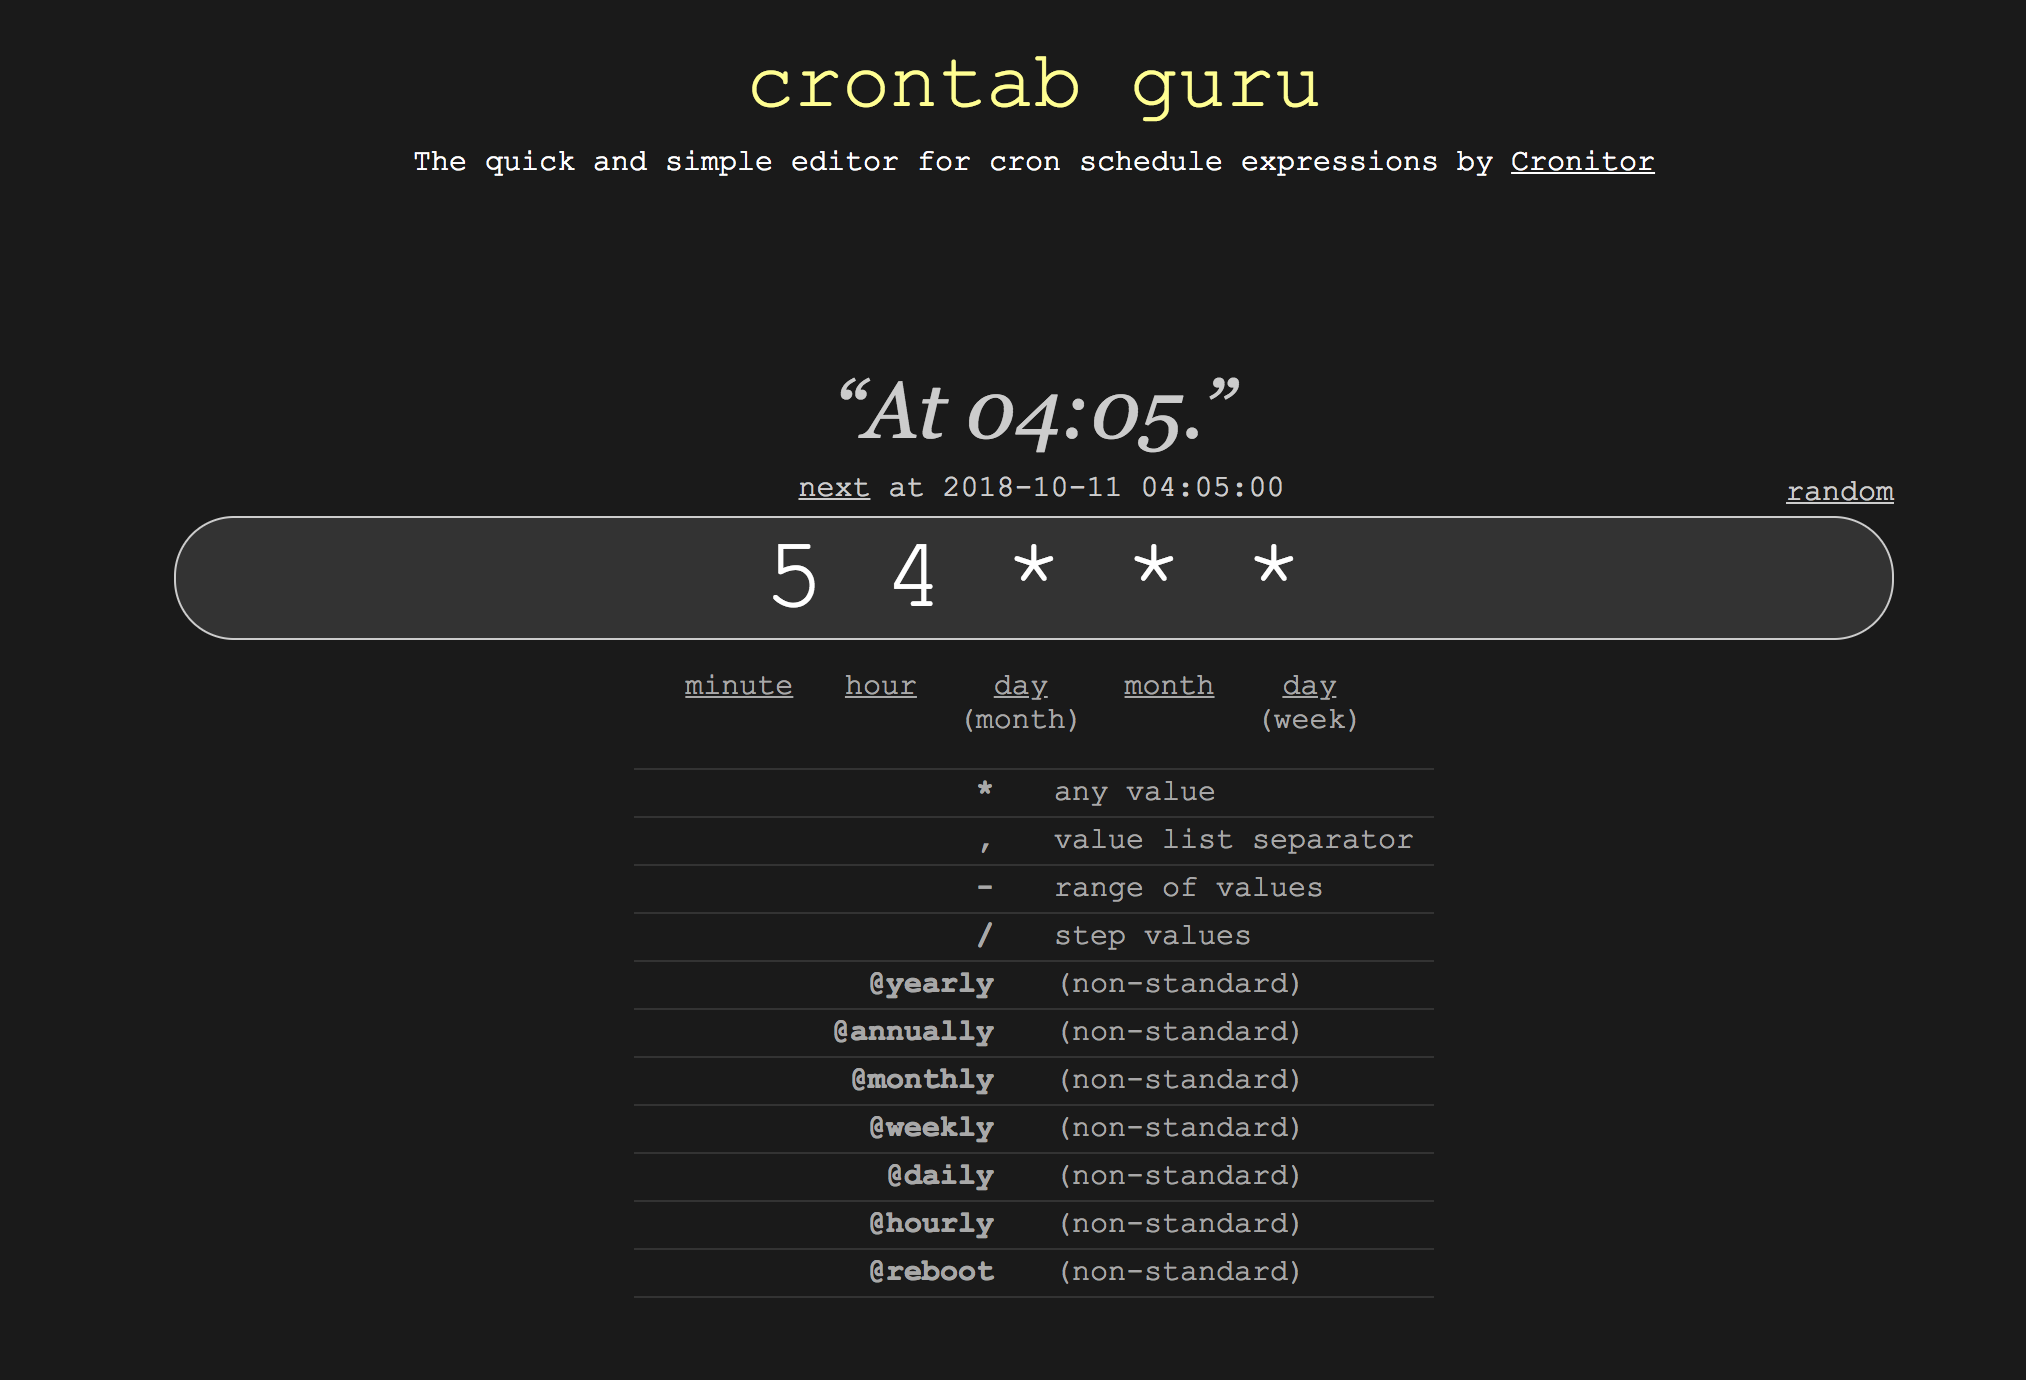 crontab guru
The quick and simple editor for cron schedule expressions by Cronitor
“At 04:05.”
next at 2018-10-11 04:05:00
random
5 4 * * *
minute hour day month day
(month) (week)
* any value
, value list separator
- range of values
/ step values
@yearly (non-standard)
@annually (non-standard)
@monthly (non-standard)
@weekly (non-standard)
@daily (non-standard)
@hourly (non-standard)
@reboot (non-standard)